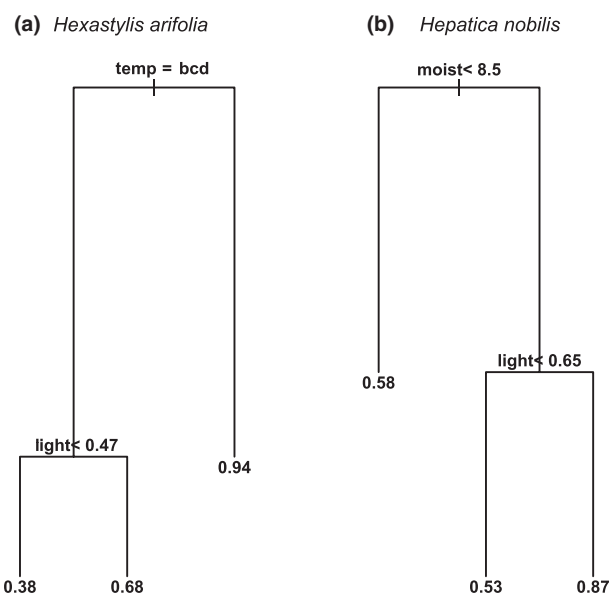 (a) Hexastylis arifolia
temp = bcd
light< 0.47
0.94
0.38
0.68
(b) Hepatica nobilis
moist< 8.5
0.58
light< 0.65
0.53
0.87